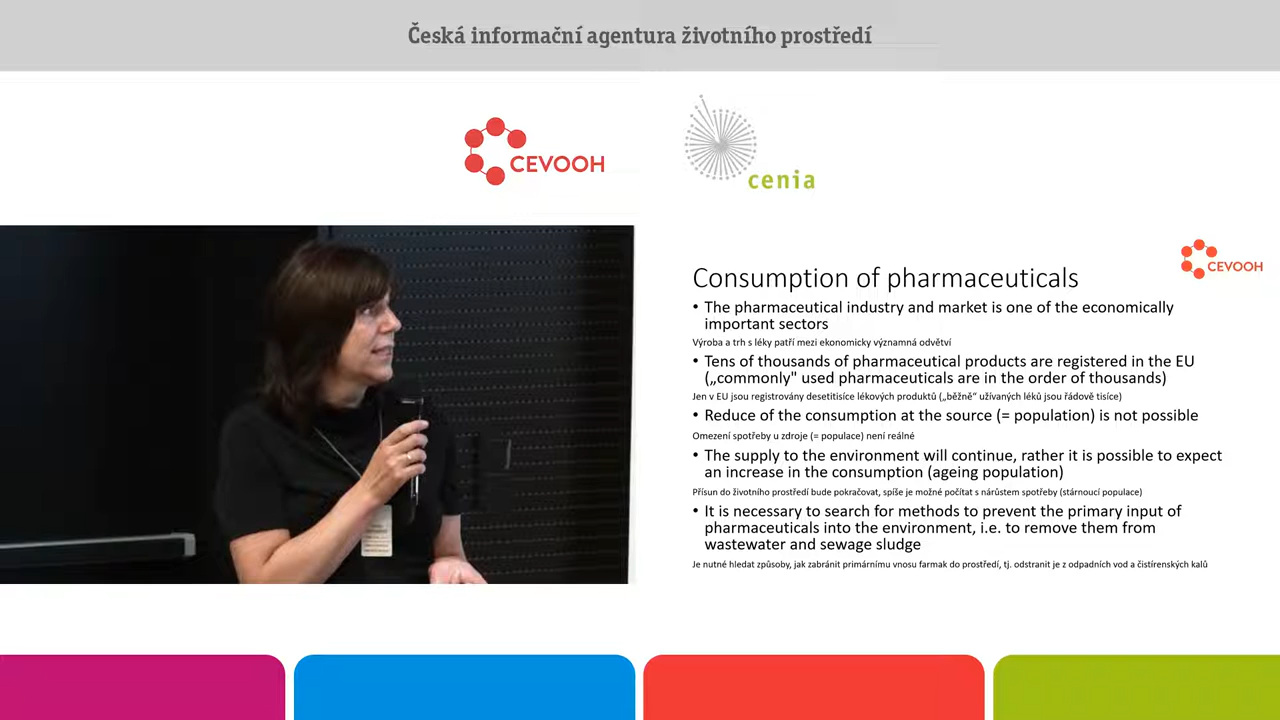 Česká informační agentura životního prostředí
CEVOOH
cenia
CEVOOH
Consumption of pharmaceuticals
• The pharmaceutical industry and market is one of the economically
important sectors
Výroba a trh s léky patří mezi ekonomicky významná odvětví
• Tens of thousands of pharmaceutical products are registered in the EU
(„commonly" used pharmaceuticals are in the order of thousands)
Jen v EU jsou registrovány desetitisíce lékových produktů („běžně“ užívaných léků jsou řádově tisíce)
• Reduce of the consumption at the source (= population) is not possible
Omezení spotřeby u zdroje (= populace) není reálné
• The supply to the environment will continue, rather it is possible to expect
an increase in the consumption (ageing population)
Přísun do životního prostředí bude pokračovat, spíše je možné počítat s nárůstem spotřeby (stárnoucí populace)
• It is necessary to search for methods to prevent the primary input of
pharmaceuticals into the environment, i.e. to remove them from
wastewater and sewage sludge
Je nutné hledat způsoby, jak zabránit primárnímu vnosu farmak do prostředí, tj. odstranit je z odpadních vod a čistírenských kalů